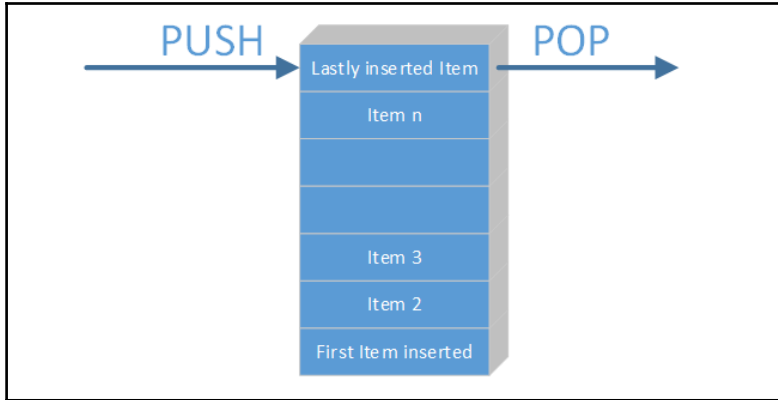 PUSH
POP
Lastly inserted Item
Item n
Item 3
Item 2
First Item inserted